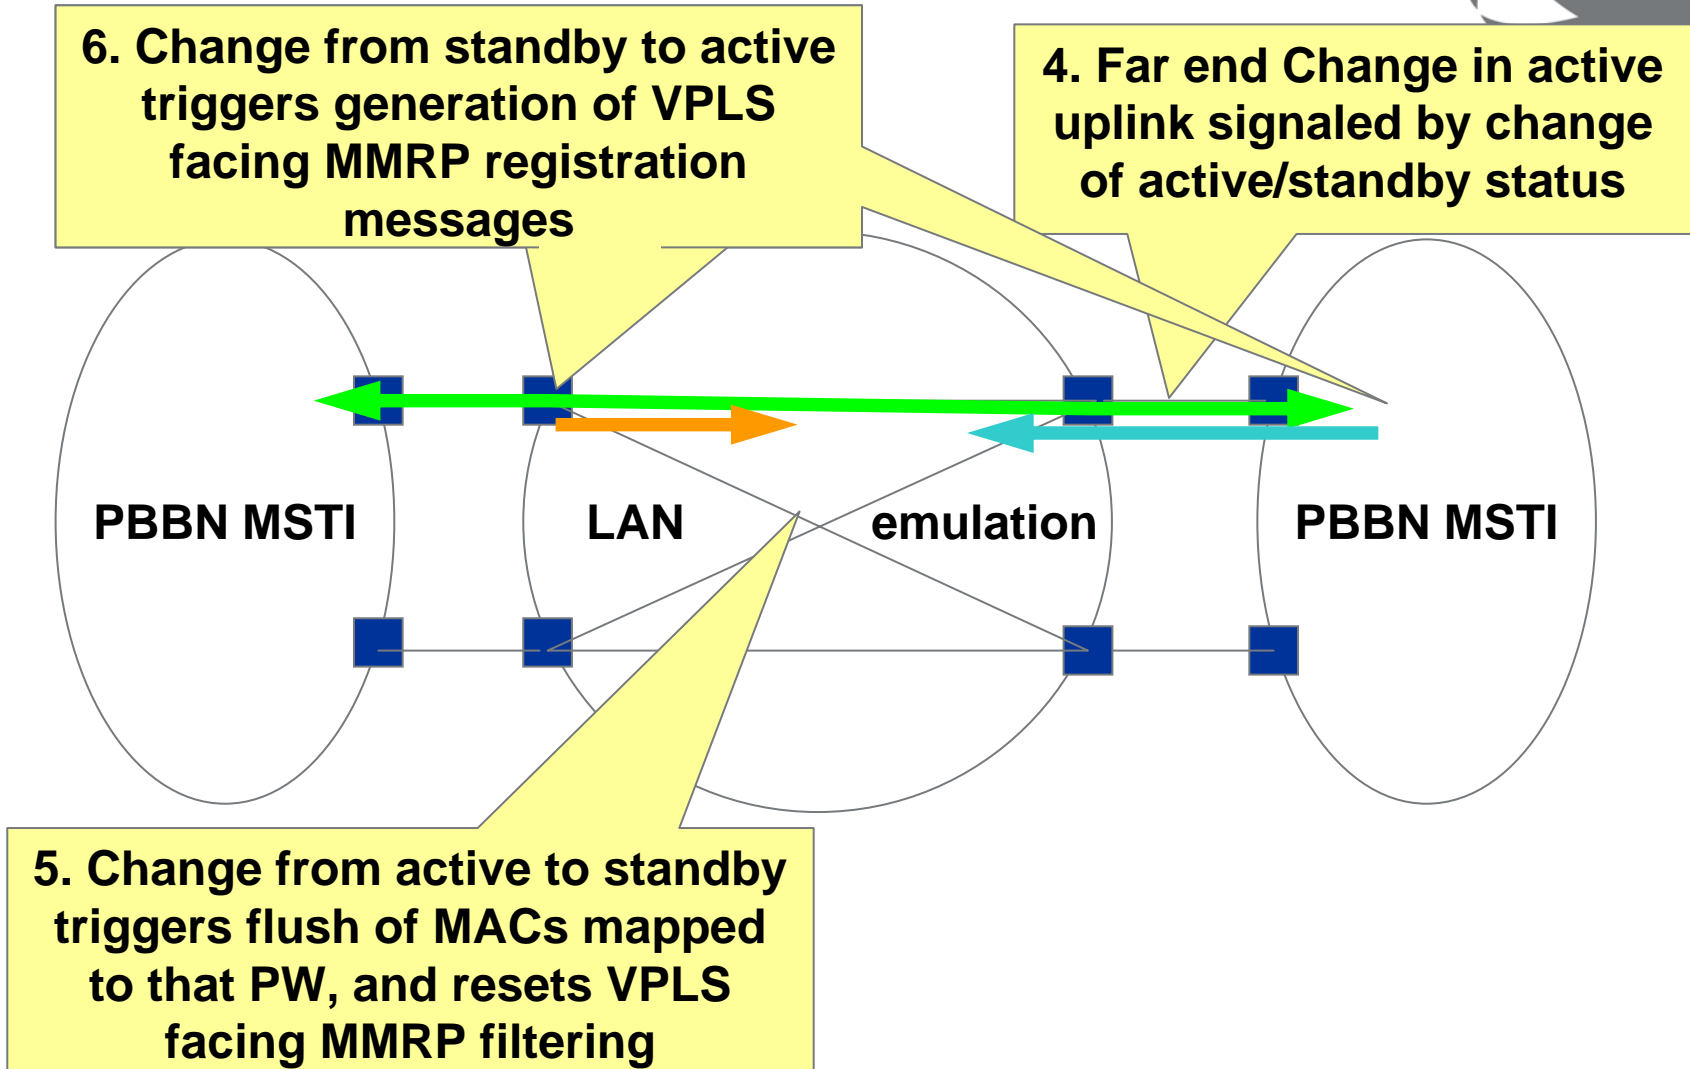 6. Change from standby to active
triggers generation of VPLS
facing MMRP registration
messages
4. Far end Change in active
uplink signaled by change
of active/standby status
PBBN MSTI
LAN
emulation
PBBN MSTI
5. Change from active to standby
triggers flush of MACs mapped
to that PW, and resets VPLS
facing MMRP filtering